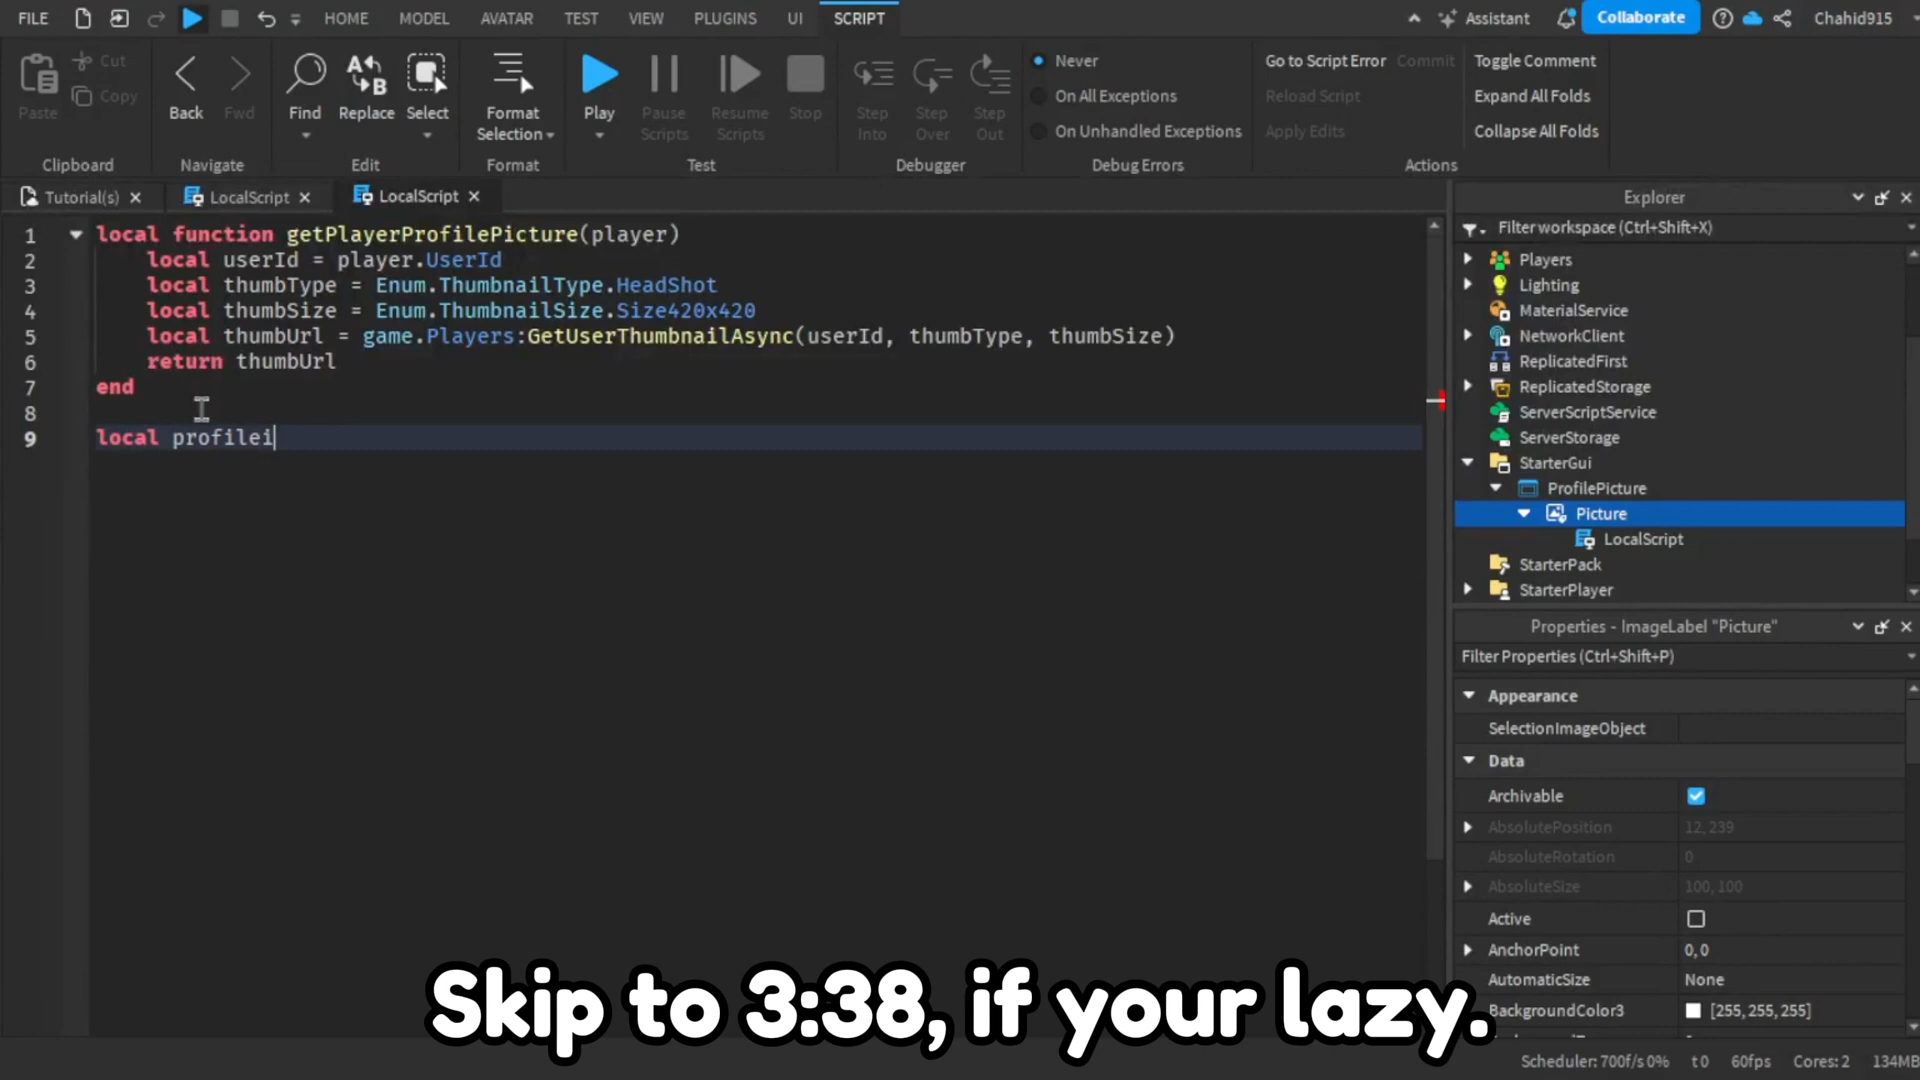 FILE HOME MODEL AVATAR TEST VIEW PLUGINS UI SCRIPT Assistant Collaborate Chahid915
Paste Cut Copy Clipboard
Back Fwd Navigate
Find Replace Select Edit
Format Selection Format
Play Pause Scripts Resume Scripts Stop Test
Step Into Step Over Step Out Debugger
Never
On All Exceptions
On Unhandled Exceptions
Debug Errors
Go to Script Error Commit Toggle Comment
Reload Script Expand All Folds
Apply Edits Collapse All Folds
Actions
Tutorial(s) LocalScript LocalScript
1 local function getPlayerProfilePicture(player)
2 local userId = player.UserId
3 local thumbType = Enum.ThumbnailType.HeadShot
4 local thumbSize = Enum.ThumbnailSize.Size420x420
5 local thumbUrl = game.Players:GetUserThumbnailAsync(userId, thumbType, thumbSize)
6 return thumbUrl
7 end
8
9 local profilei
Explorer
Filter workspace (Ctrl+Shift+X)
Players
Lighting
MaterialService
NetworkClient
ReplicatedFirst
ReplicatedStorage
ServerScriptService
ServerStorage
StarterGui
ProfilePicture
Picture
LocalScript
StarterPack
StarterPlayer
Properties - ImageLabel "Picture"
Filter Properties (Ctrl+Shift+P)
Appearance
SelectionImageObject
Data
Archivable
AbsolutePosition 12, 239
AbsoluteRotation 0
AbsoluteSize 100, 100
Active
AnchorPoint 0, 0
AutomaticSize None
BackgroundColor3 [255, 255, 255]
Skip to 3:38, if your lazy.
Scheduler: 700f/s 0% t 0 60fps Cores: 2 134MB